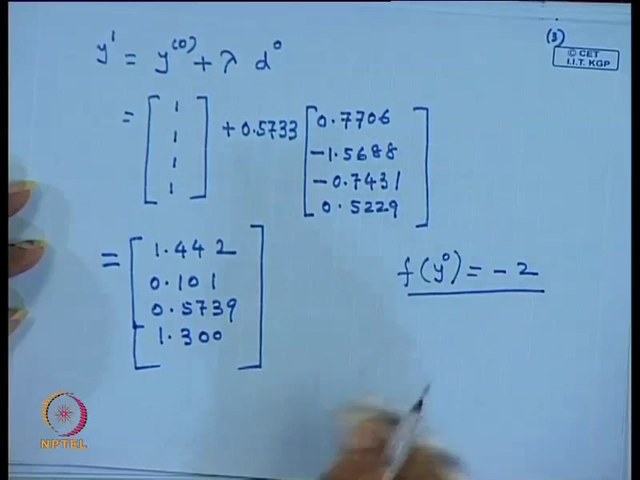 (3)
© CET
I.I.T. KGP
y¹ = y⁽⁰⁾ + λ d⁰
= [1 1 1 1] + 0.5733 [0.7706 -1.5688 -0.7431 0.5229]
= [1.442 0.101 0.5739 1.300]
f(y⁰) = -2
NPTEL